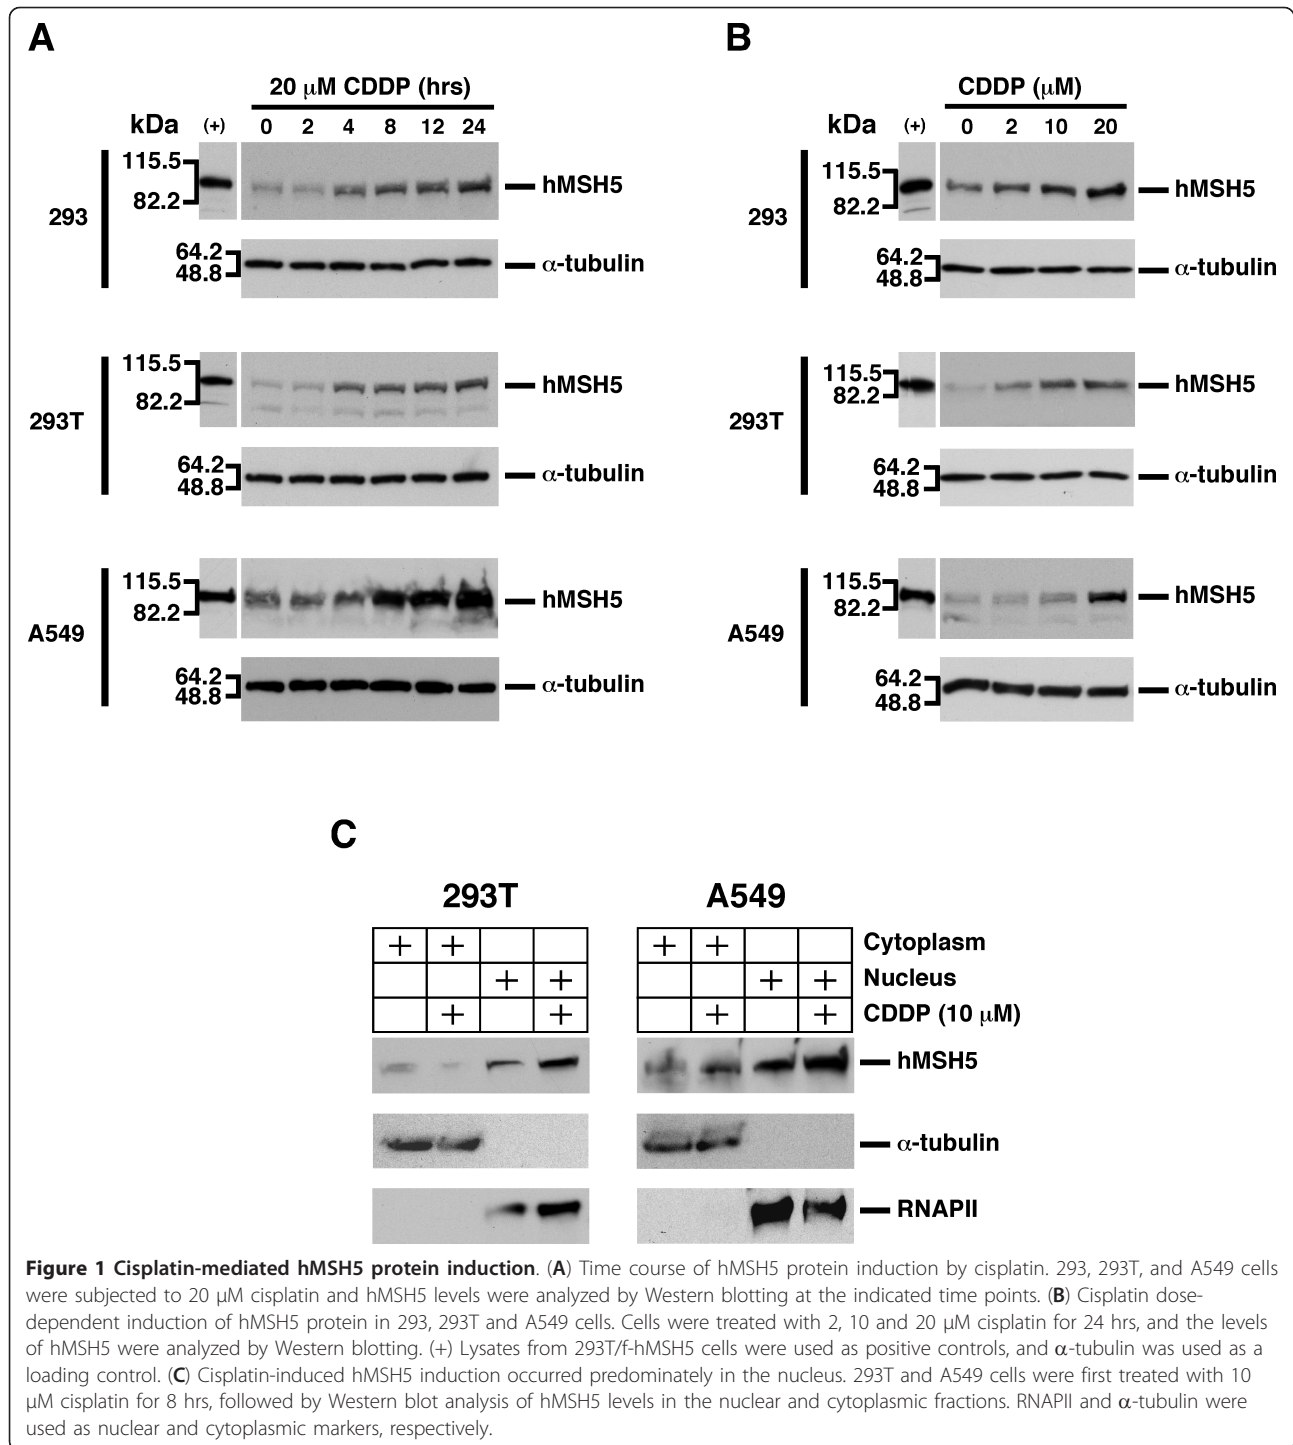 A
20 µM CDDP (hrs)
kDa (+) 0 2 4 8 12 24
293
115.5
82.2
hMSH5
64.2
48.8
α-tubulin
293T
115.5
82.2
hMSH5
64.2
48.8
α-tubulin
A549
115.5
82.2
hMSH5
64.2
48.8
α-tubulin
B
CDDP (µM)
kDa (+) 0 2 10 20
293
115.5
82.2
hMSH5
64.2
48.8
α-tubulin
293T
115.5
82.2
hMSH5
64.2
48.8
α-tubulin
A549
115.5
82.2
hMSH5
64.2
48.8
α-tubulin
C
293T A549
+ + + + Cytoplasm
+ + + + Nucleus
+ + + + CDDP (10 µM)
hMSH5
α-tubulin
RNAPII
Figure 1 Cisplatin-mediated hMSH5 protein induction. (A) Time course of hMSH5 protein induction by cisplatin. 293, 293T, and A549 cells
were subjected to 20 µM cisplatin and hMSH5 levels were analyzed by Western blotting at the indicated time points. (B) Cisplatin dose-
dependent induction of hMSH5 protein in 293, 293T and A549 cells. Cells were treated with 2, 10 and 20 µM cisplatin for 24 hrs, and the levels
of hMSH5 were analyzed by Western blotting. (+) Lysates from 293T/f-hMSH5 cells were used as positive controls, and α-tubulin was used as a
loading control. (C) Cisplatin-induced hMSH5 induction occurred predominately in the nucleus. 293T and A549 cells were first treated with 10
µM cisplatin for 8 hrs, followed by Western blot analysis of hMSH5 levels in the nuclear and cytoplasmic fractions. RNAPII and α-tubulin were
used as nuclear and cytoplasmic markers, respectively.